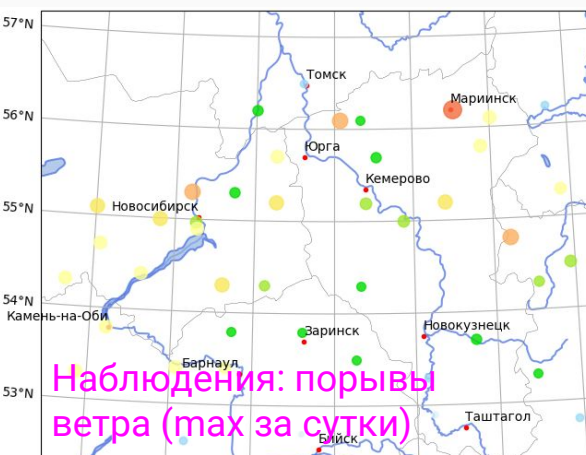 57°N
Томск
Мариинск
56°N
Юрга
Кемерово
55°N
Новосибирск
54°N
Камень-на-Оби
Новокузнецк
Заринск
Барнаул
Наблюдения: порывы
53°N
ветра (max за сутки)
Таштагол
Бийск